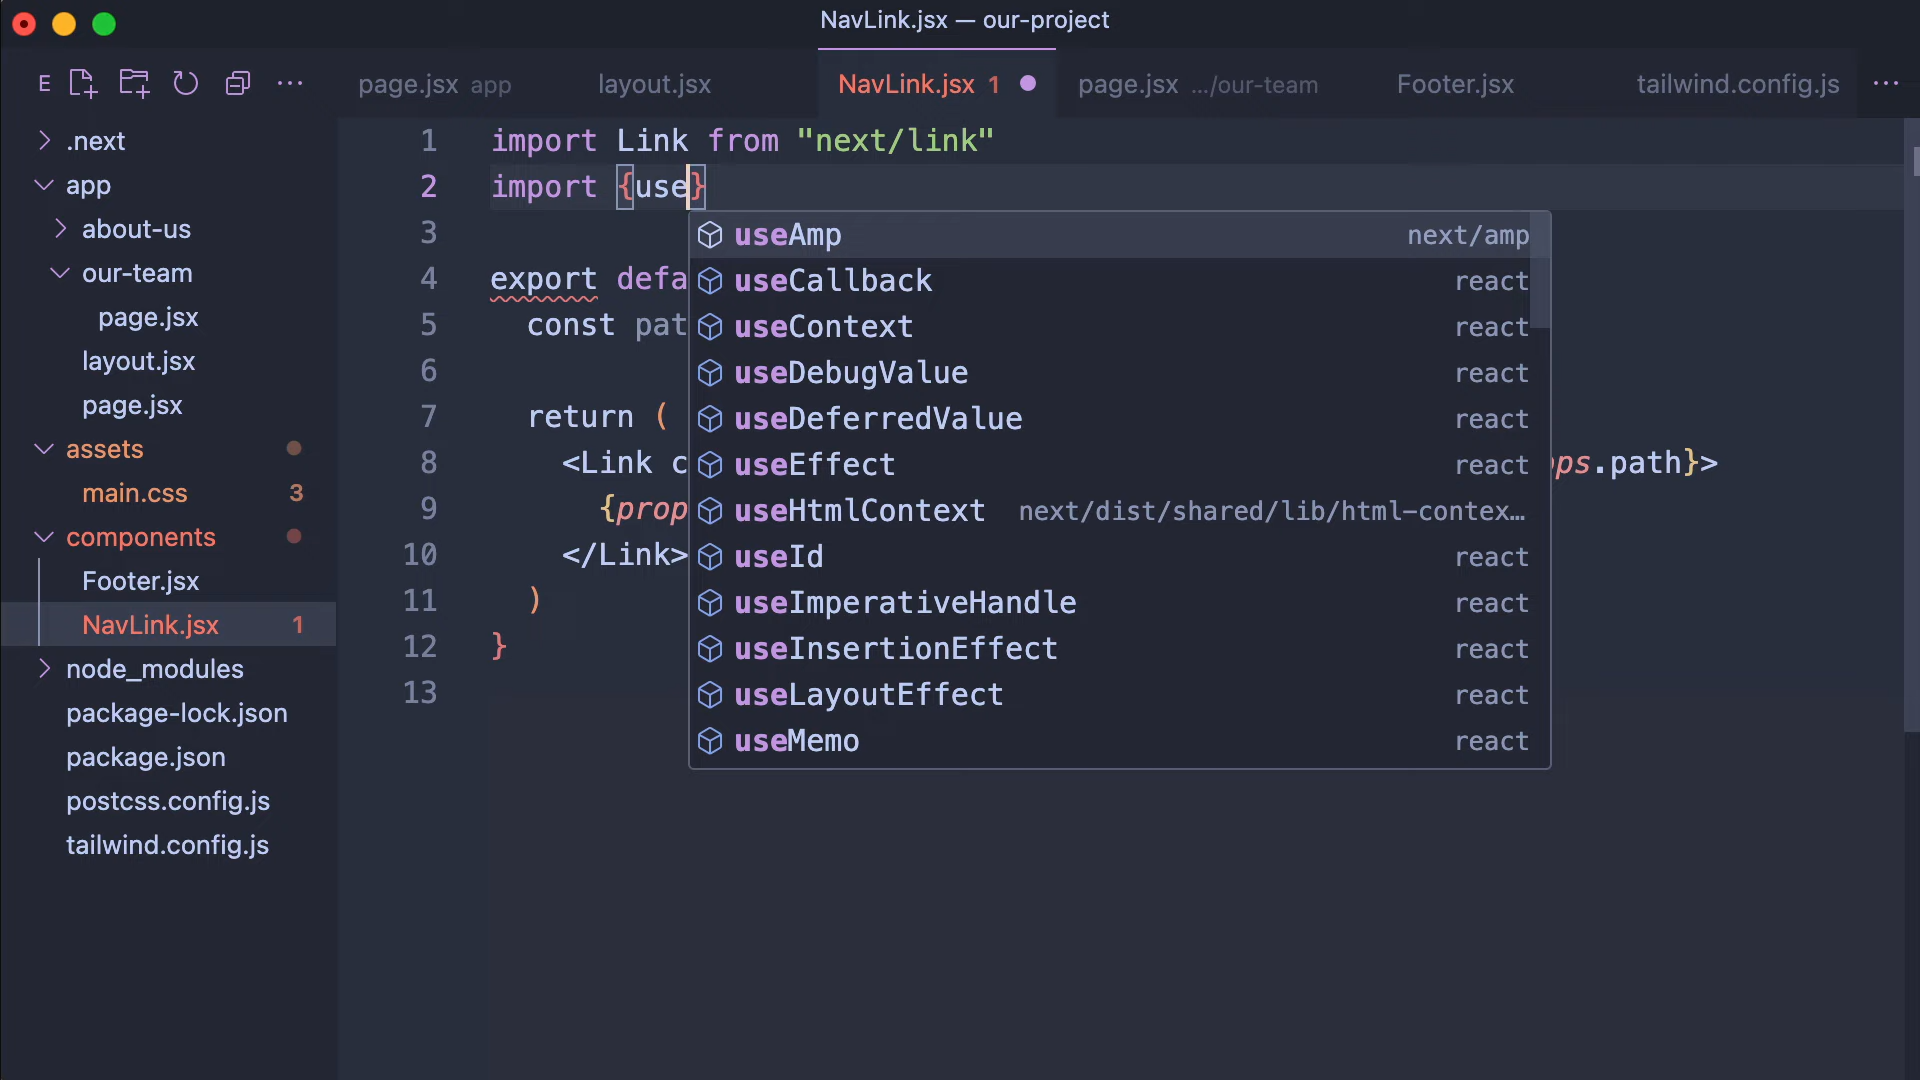 NavLink.jsx — our-project
E
page.jsx app
layout.jsx
NavLink.jsx 1
page.jsx .../our-team
Footer.jsx
tailwind.config.js
.next
app
about-us
our-team
page.jsx
layout.jsx
page.jsx
assets
main.css 3
components
Footer.jsx
NavLink.jsx 1
node_modules
package-lock.json
package.json
postcss.config.js
tailwind.config.js
1 import Link from "next/link"
2 import {use}
3
4 export defa
5 const pat
6
7 return (
8 <Link c ps.path}>
9 {prop
10 </Link>
11 )
12 }
13
useAmp next/amp
useCallback react
useContext react
useDebugValue react
useDeferredValue react
useEffect react
useHtmlContext next/dist/shared/lib/html-contex…
useId react
useImperativeHandle react
useInsertionEffect react
useLayoutEffect react
useMemo react